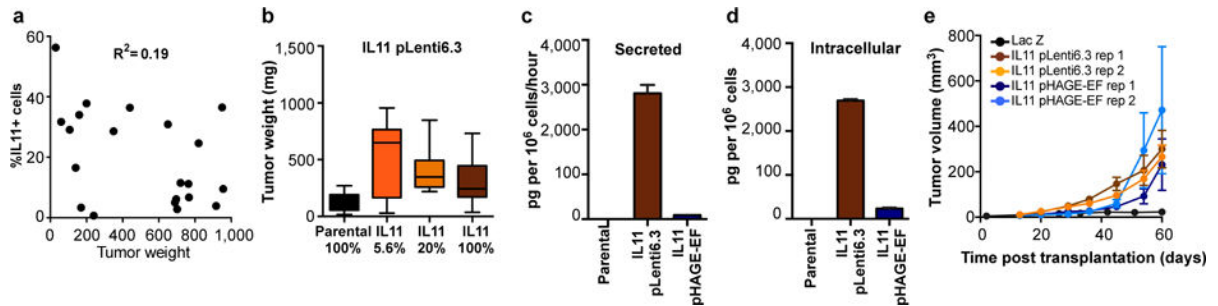 a
%IL11+ cells
60
40
20
0
R²= 0.19
0 200 400 600 800 1,000
Tumor weight
b
IL11 pLenti6.3
Tumor weight (mg)
1,500
1000
500
0
Parental IL11 IL11 IL11
100% 5.6% 20% 100%
c
Secreted
pg per 10⁶ cells/hour
3,000
2,000
1,000
0
Parental
IL11 pLenti6.3
IL11 pHAGE-EF
d
Intracellular
pg per 10⁶ cells
3,000
2,000
1,000
0
Parental
IL11 pLenti6.3
IL11 pHAGE-EF
e
Tumor volume (mm³)
800
600
400
200
0
Lac Z
IL11 pLenti6.3 rep 1
IL11 pLenti6.3 rep 2
IL11 pHAGE-EF rep 1
IL11 pHAGE-EF rep 2
0 20 40 60
Time post transplantation (days)